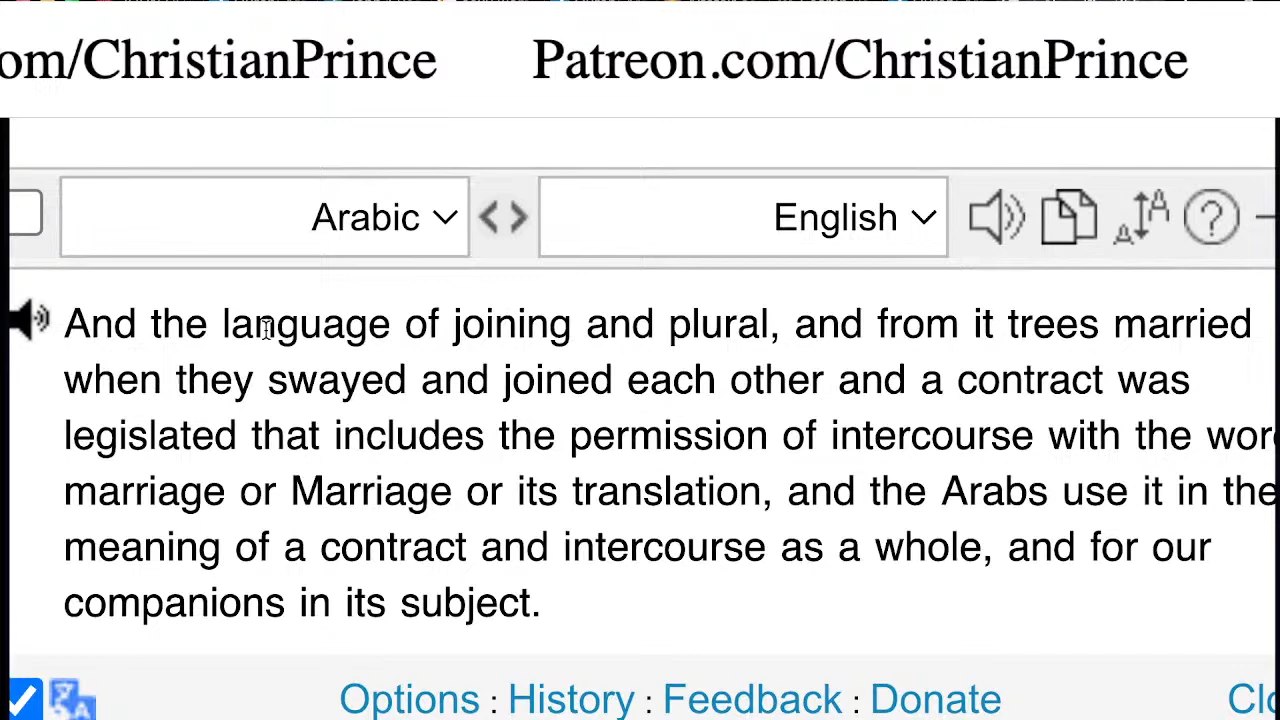 om/ChristianPrince Patreon.com/ChristianPrince
Arabic English
And the language of joining and plural, and from it trees married
when they swayed and joined each other and a contract was
legislated that includes the permission of intercourse with the wor
marriage or Marriage or its translation, and the Arabs use it in the
meaning of a contract and intercourse as a whole, and for our
companions in its subject.
Options : History : Feedback : Donate Clo